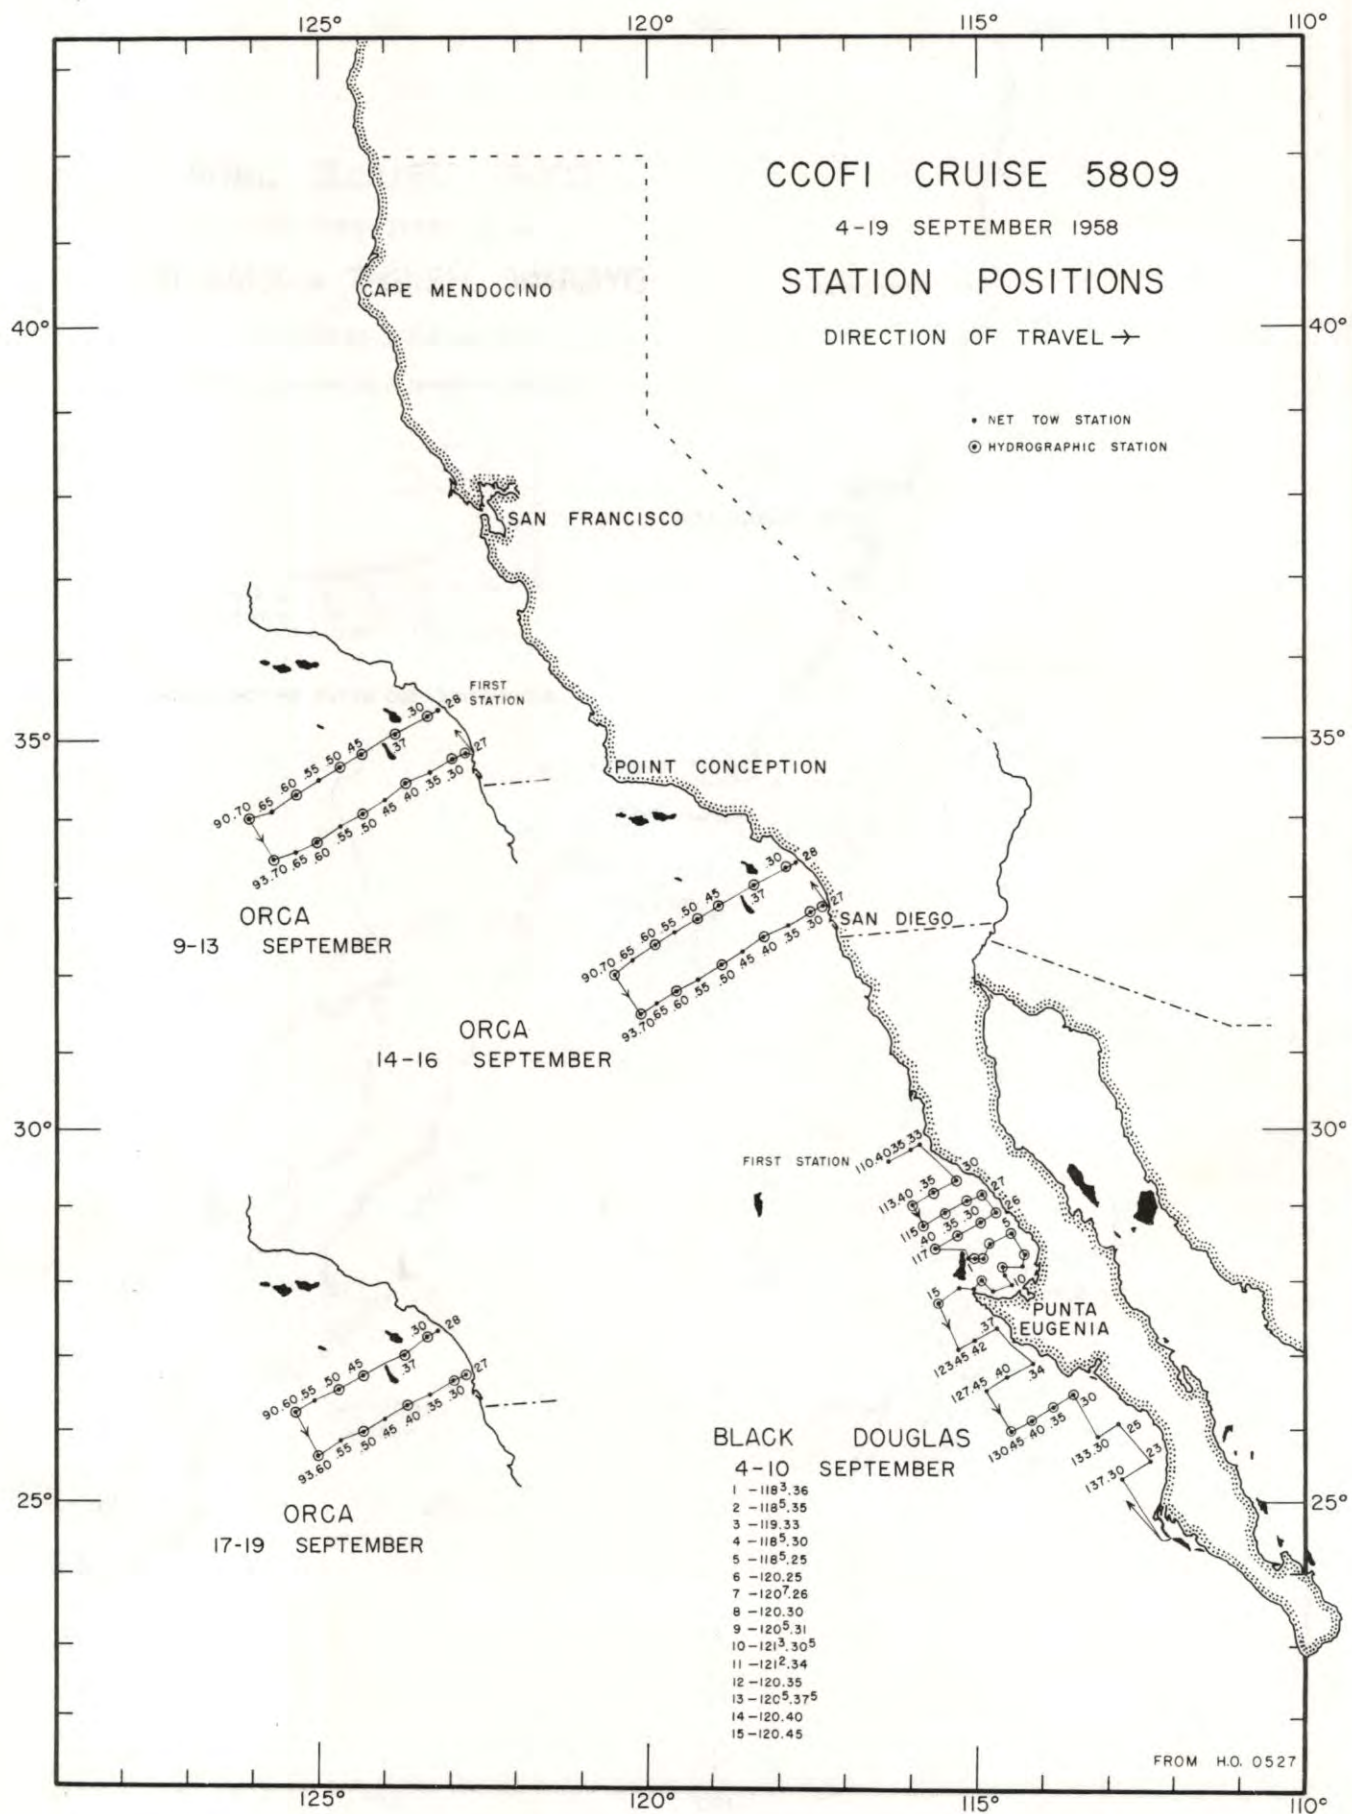 125° 120° 115° 110°
CCOFI CRUISE 5809
4-19 SEPTEMBER 1958
STATION POSITIONS
DIRECTION OF TRAVEL
NET TOW STATION
HYDROGRAPHIC STATION
CAPE MENDOCINO
40° 40°
SAN FRANCISCO
FIRST
STATION
35° 35°
POINT CONCEPTION
90.70 .65 .60 .55 .50 .45 .37 .30 .28
93.70 .65 .60 .55 .50 .45 .40 .35 .30 .27
ORCA
9-13 SEPTEMBER
SAN DIEGO
90.70 .65 .60 .55 .50 .45 .37 .30 .28
93.70 .65 .60 .55 .50 .45 .40 .35 .30 .27
ORCA
14-16 SEPTEMBER
30° 30°
FIRST STATION
110.40 .35 .33
113.40 .35 .30
115 .27
117 .40 .35 .30 .26
1 5 10 15
PUNTA
EUGENIA
123.45 .42 .37
127.45 .40 .34
130.45 .40 .35 .30
133.30 .25
137.30 .23
90.60 .55 .50 .45 .37 .30 .28
93.60 .55 .50 .45 .40 .35 .30 .27
ORCA
17-19 SEPTEMBER
BLACK DOUGLAS
4-10 SEPTEMBER
25° 25°
1 -118³.36
2 -118⁵.35
3 -119.33
4 -118⁵.30
5 -118⁵.25
6 -120.25
7 -120⁷.26
8 -120.30
9 -120⁵.31
10 -121³.30⁵
11 -121².34
12 -120.35
13 -120⁵.37⁵
14 -120.40
15 -120.45
FROM H.O. 0527
125° 120° 115° 110°